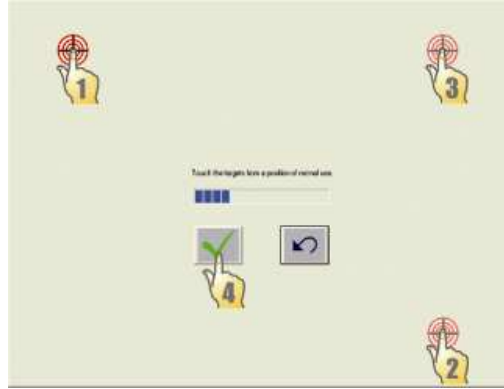 1
3
Touch the targets from a position of normal use.
4
2